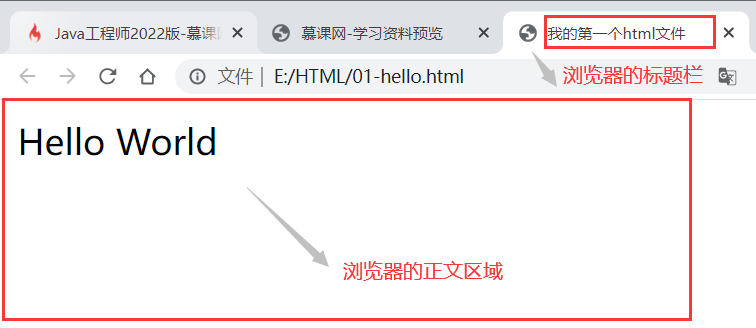 Java工程师2022版-慕课
慕课网-学习资料预览
我的第一个html文件
文件 | E:/HTML/01-hello.html
浏览器的标题栏
Hello World
浏览器的正文区域